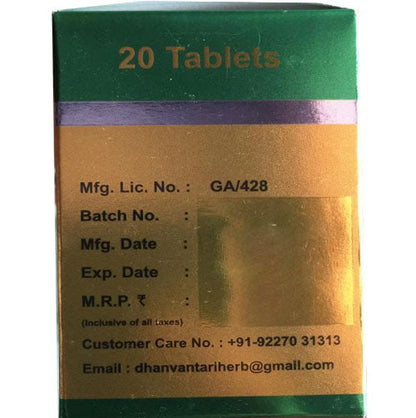 20 Tablets
Mfg. Lic. No. : GA/428
Batch No. :
Mfg. Date :
Exp. Date :
M.R.P. ₹ :
(Inclusive of all taxes)
Customer Care No. : +91-92270 31313
Email : dhanvantariherb@gmail.com